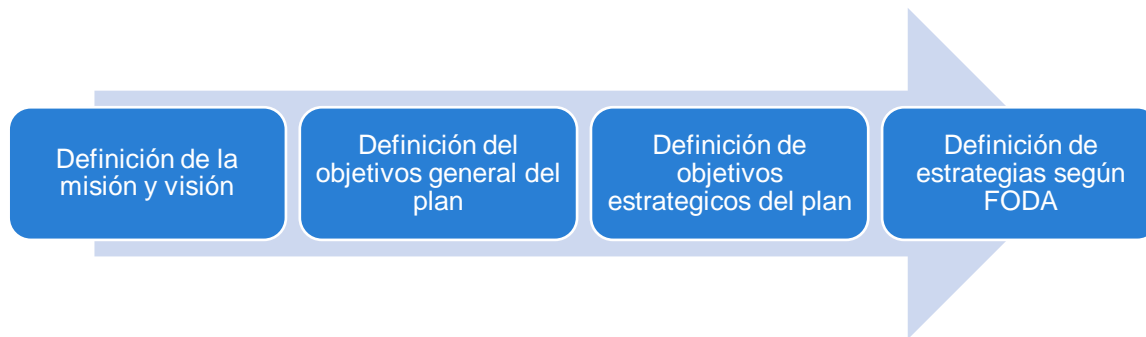 Definición de la
misión y visión
Definición del
objetivos general del
plan
Definición de
objetivos
estrategicos del plan
Definición de
estrategias según
FODA